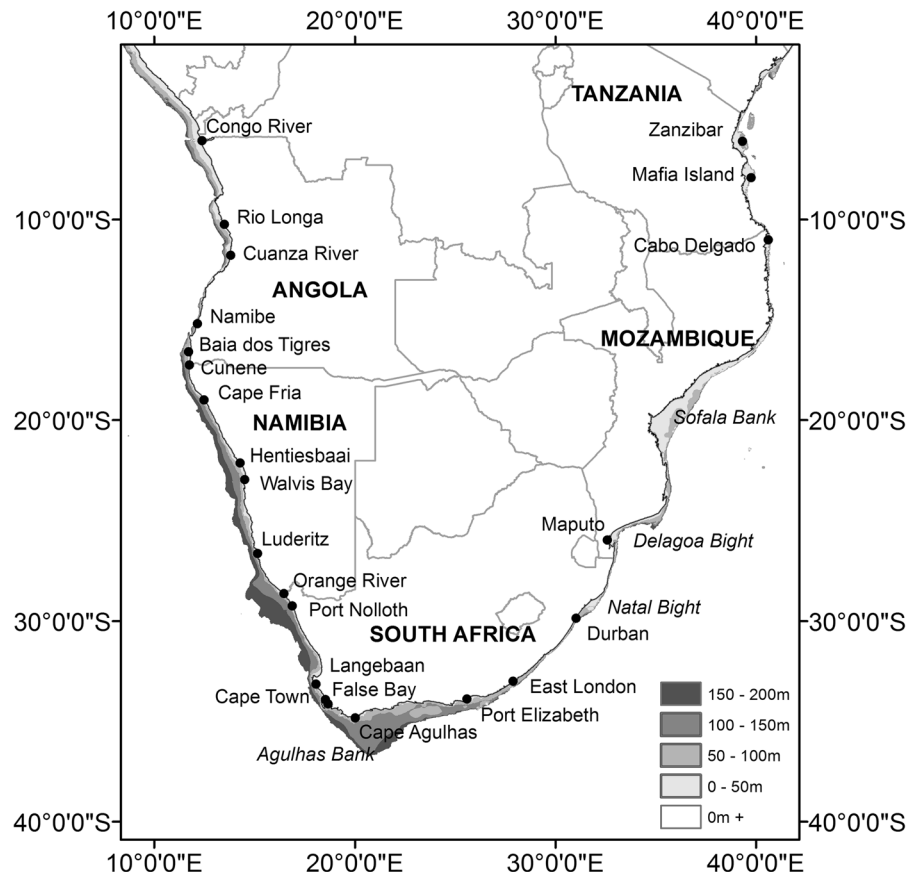 10°0'0"E 20°0'0"E 30°0'0"E 40°0'0"E
TANZANIA
Congo River
Zanzibar
Mafia Island
10°0'0"S
Rio Longa
10°0'0"S
Cabo Delgado
Cuanza River
ANGOLA
Namibe
MOZAMBIQUE
Baia dos Tigres
Cunene
Cape Fria
20°0'0"S
NAMIBIA
Sofala Bank
20°0'0"S
Hentiesbaai
Walvis Bay
Maputo
Luderitz
Delagoa Bight
Orange River
Port Nolloth
Natal Bight
30°0'0"S
SOUTH AFRICA
Durban
30°0'0"S
Langebaan
Cape Town
False Bay
East London
Port Elizabeth
Cape Agulhas
Agulhas Bank
150 - 200m
100 - 150m
50 - 100m
0 - 50m
0m +
40°0'0"S
40°0'0"S
10°0'0"E 20°0'0"E 30°0'0"E 40°0'0"E